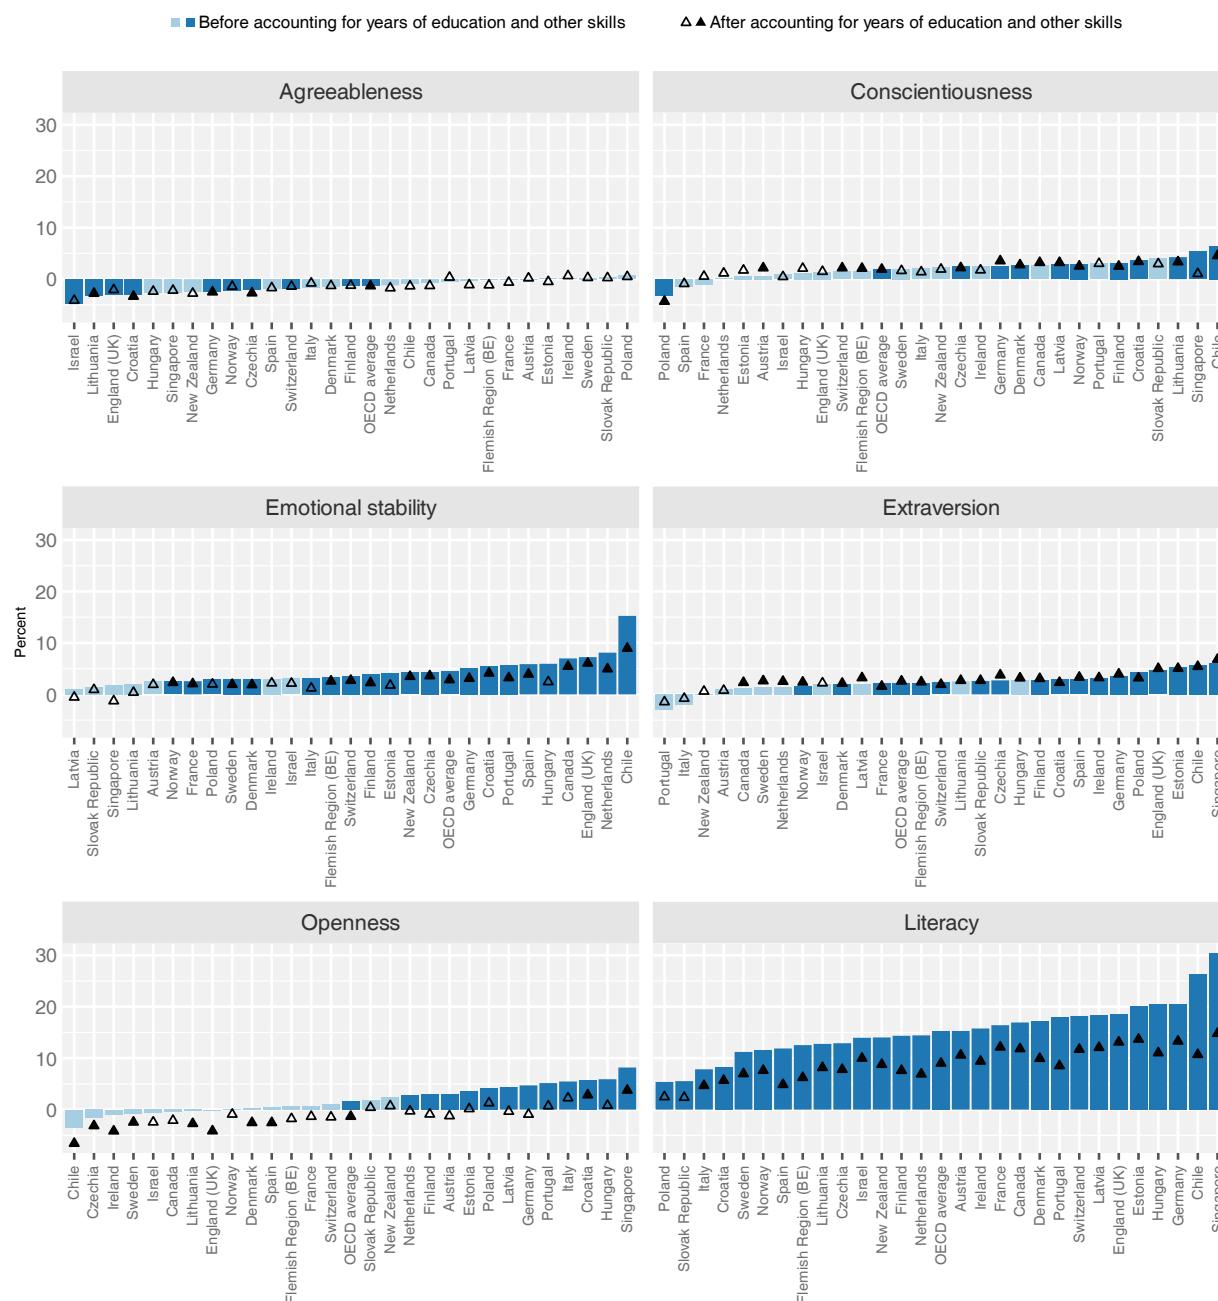 Before accounting for years of education and other skills
After accounting for years of education and other skills
Agreeableness
Conscientiousness
30
20
10
0
Israel
Lithuania
England (UK)
Croatia
Hungary
Singapore
New Zealand
Germany
Norway
Czechia
Spain
Switzerland
Italy
Denmark
Finland
OECD average
Netherlands
Chile
Canada
Portugal
Latvia
Flemish Region (BE)
France
Austria
Estonia
Ireland
Sweden
Slovak Republic
Poland
Poland
Spain
France
Netherlands
Estonia
Austria
Israel
Hungary
England (UK)
Switzerland
Flemish Region (BE)
OECD average
Sweden
Italy
New Zealand
Czechia
Ireland
Germany
Denmark
Canada
Latvia
Norway
Portugal
Finland
Croatia
Slovak Republic
Lithuania
Singapore
Chile
Emotional stability
Extraversion
Percent
30
20
10
0
Latvia
Slovak Republic
Singapore
Lithuania
Austria
Norway
France
Poland
Sweden
Denmark
Ireland
Israel
Italy
Flemish Region (BE)
Switzerland
Finland
Estonia
New Zealand
Czechia
OECD average
Germany
Croatia
Portugal
Spain
Hungary
Canada
England (UK)
Netherlands
Chile
Portugal
Italy
New Zealand
Austria
Canada
Sweden
Netherlands
Norway
Israel
Denmark
Latvia
France
OECD average
Flemish Region (BE)
Switzerland
Lithuania
Slovak Republic
Czechia
Hungary
Finland
Croatia
Spain
Ireland
Germany
Poland
England (UK)
Estonia
Chile
Singapore
Openness
Literacy
30
20
10
0
Chile
Czechia
Ireland
Sweden
Israel
Canada
Lithuania
England (UK)
Norway
Denmark
Spain
Flemish Region (BE)
France
Switzerland
OECD average
Slovak Republic
New Zealand
Netherlands
Finland
Austria
Estonia
Poland
Latvia
Germany
Portugal
Italy
Croatia
Hungary
Singapore
Poland
Slovak Republic
Italy
Croatia
Sweden
Norway
Spain
Flemish Region (BE)
Lithuania
Czechia
Israel
New Zealand
Finland
Netherlands
OECD average
Austria
Ireland
France
Canada
Denmark
Portugal
Switzerland
Latvia
England (UK)
Estonia
Hungary
Germany
Chile
Singapore